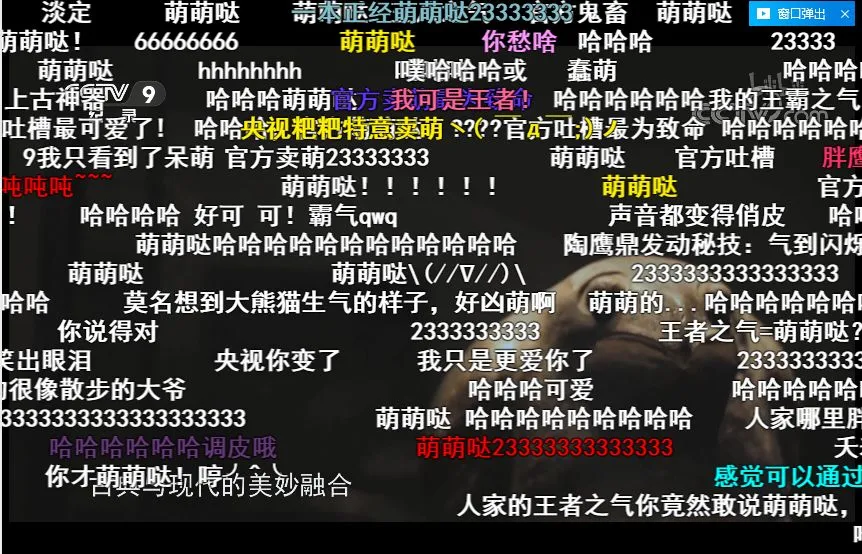 淡定 萌萌哒 一本正经萌萌哒23333333 官方鬼畜 萌萌哒 窗口弹出
萌萌哒! 66666666 萌萌哒 你愁啥 哈哈哈 23333
萌萌哒 hhhhhhhh 噗哈哈哈或 蠢萌 哈哈哈
CCTV 9 纪录
上古神器 哈哈哈萌萌哒 我可是王者! 哈哈哈哈哈哈我的王霸之气
吐槽最可爱了! 哈哈 央视粑粑特意卖萌 ????官方吐槽最为致命 哈哈哈哈哈哈
9我只看到了呆萌 官方卖萌23333333 萌萌哒 官方吐槽 胖鹰
吨吨吨~~~ 萌萌哒!!!!!! 萌萌哒 官方
! 哈哈哈哈 好可 可! 霸气qwq 声音都变得俏皮 哈
萌萌哒哈哈哈哈哈哈哈哈哈哈哈哈 陶鹰鼎发动秘技:气到闪烁
萌萌哒 萌萌哒\(//∇//)\ 2333333333333333
哈哈 莫名想到大熊猫生气的样子,好凶萌啊 萌萌的...哈哈哈哈哈哈
你说得对 2333333333 王者之气=萌萌哒?
笑出眼泪 央视你变了 我只是更爱你了 233333333
很像散步的大爷 哈哈哈可爱 哈哈哈哈哈
3333333333333333333 萌萌哒 哈哈哈哈哈哈哈哈哈 人家哪里胖
哈哈哈哈哈哈调皮哦 萌萌哒23333333333333
你才萌萌哒! 哼 感觉可以通过
古典与现代的美妙融合
人家的王者之气你竟然敢说萌萌哒,